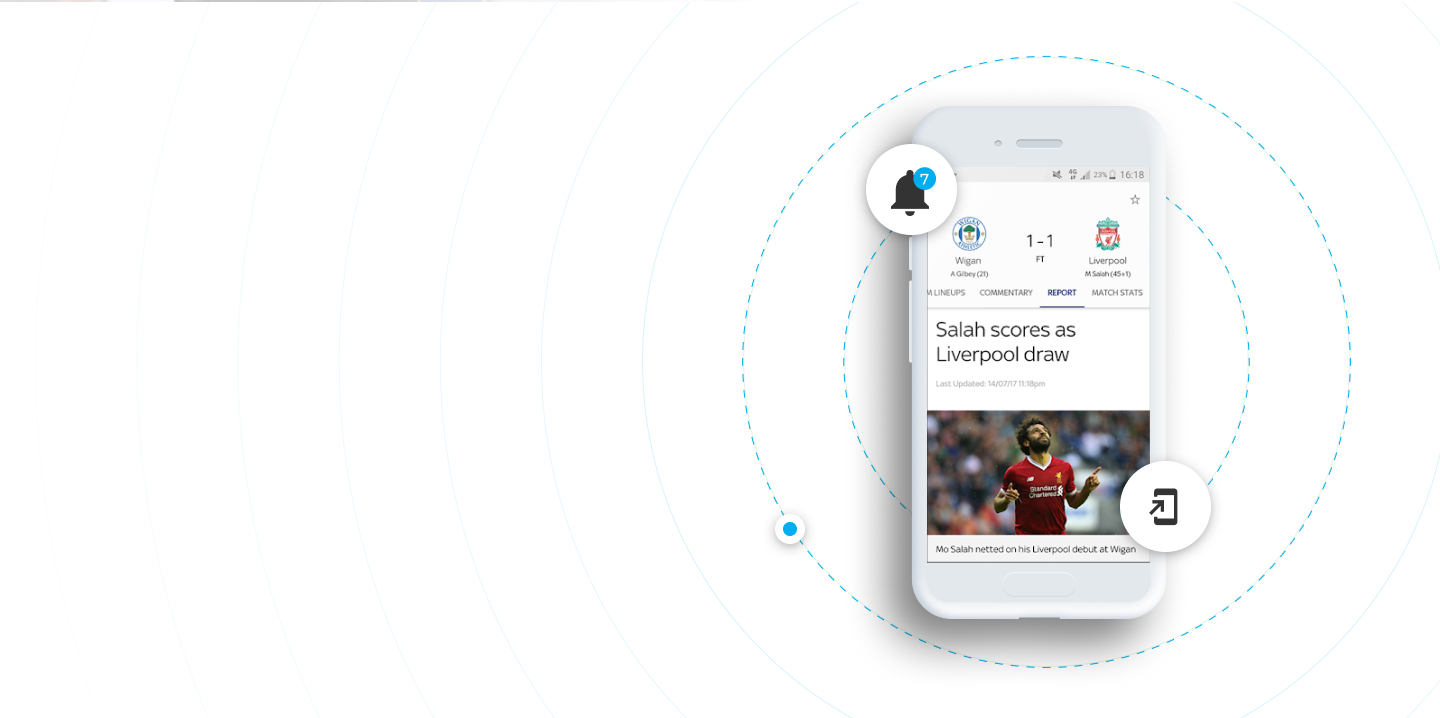 7
4G
23%
16:18
WIGAN
ATHLETIC
1 - 1
FT
Wigan
A Gibey (21)
Liverpool
M Salah (45+1)
M LINEUPS COMMENTARY REPORT MATCH STATS
Salah scores as
Liverpool draw
Last Updated: 14/07/17 11:18pm
Standard
Chartered
Mo Salah netted on his Liverpool debut at Wigan